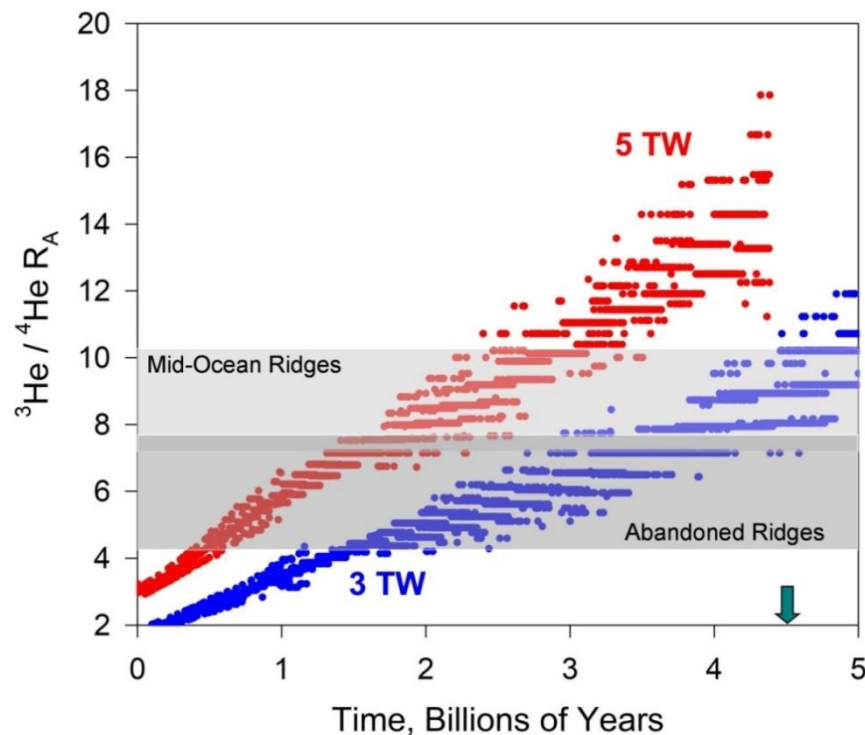 20
18
16
14
12
10
8
6
4
2
³He / ⁴He R_A
5 TW
Mid-Ocean Ridges
Abandoned Ridges
3 TW
0 1 2 3 4 5
Time, Billions of Years